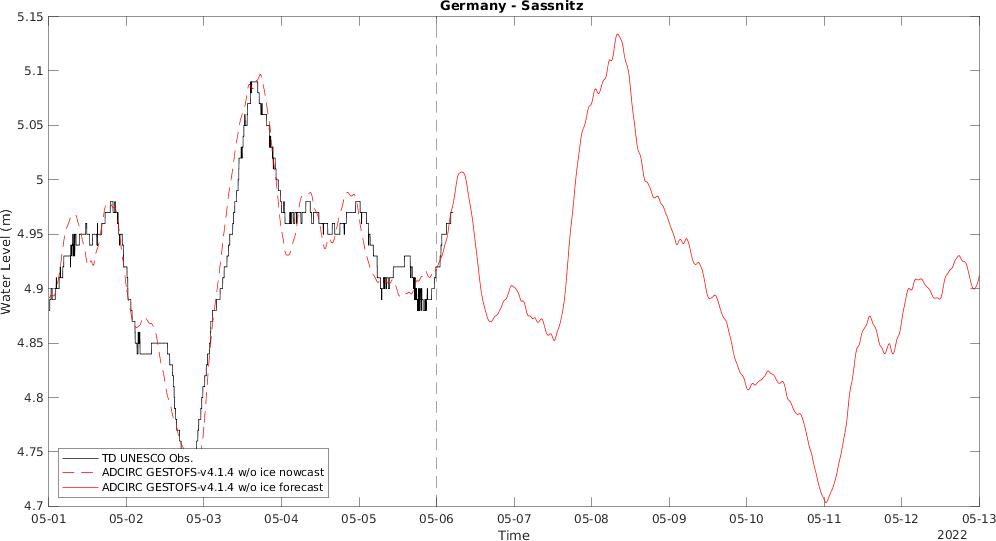 Germany - Sassnitz
5.15
5.1
5.05
5
4.95
4.9
4.85
4.8
4.75
4.7
Water Level (m)
TD UNESCO Obs.
ADCIRC GESTOFS-v4.1.4 w/o ice nowcast
ADCIRC GESTOFS-v4.1.4 w/o ice forecast
05-01 05-02 05-03 05-04 05-05 05-06 05-07 05-08 05-09 05-10 05-11 05-12 05-13
Time
2022